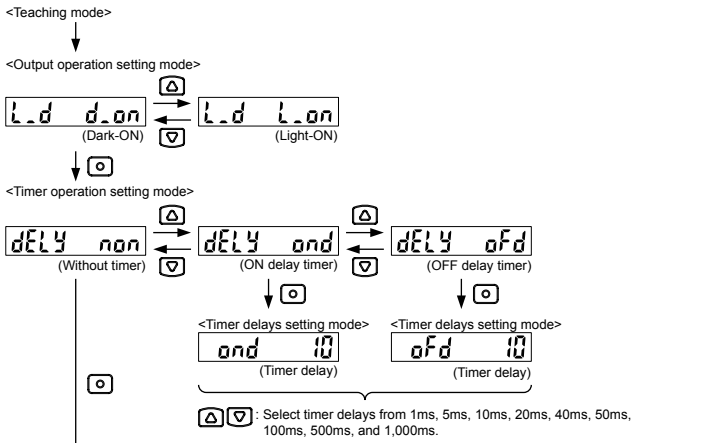 <Teaching mode>
<Output operation setting mode>
L_d d_on L_d L_on
(Dark-ON) (Light-ON)
<Timer operation setting mode>
dELY non dELY ond dELY oFd
(Without timer) (ON delay timer) (OFF delay timer)
<Timer delays setting mode> <Timer delays setting mode>
ond 10 oFd 10
(Timer delay) (Timer delay)
: Select timer delays from 1ms, 5ms, 10ms, 20ms, 40ms, 50ms,
100ms, 500ms, and 1,000ms.